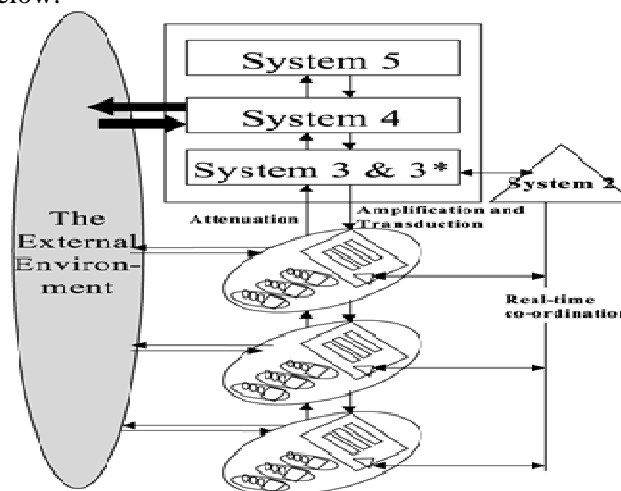 System 5
System 4
System 3 & 3*
System 2
Attenuation
Amplification and
Transduction
The
External
Environ-
ment
Real-time
co-ordination